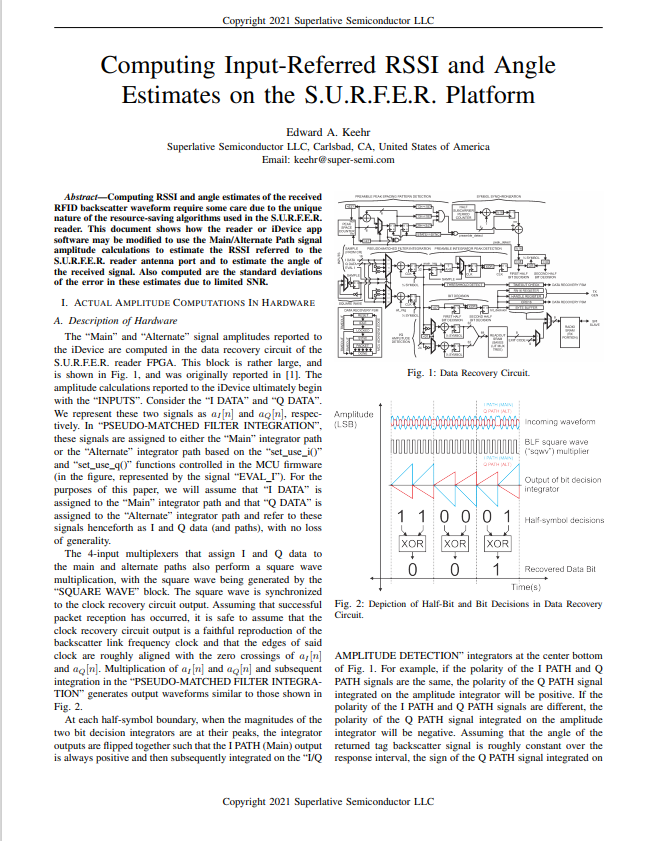 Copyright 2021 Superlative Semiconductor LLC
Computing Input-Referred RSSI and Angle
Estimates on the S.U.R.F.E.R. Platform
Edward A. Keehr
Superlative Semiconductor LLC, Carlsbad, CA, United States of America
Email: keehr@super-semi.com
Abstract—Computing RSSI and angle estimates of the received
RFID backscatter waveform require some care due to the unique
nature of the resource-saving algorithms used in the S.U.R.F.E.R.
reader. This document shows how the reader or iDevice app
software may be modified to use the Main/Alternate Path signal
amplitude calculations to estimate the RSSI referred to the
S.U.R.F.E.R. reader antenna port and to estimate the angle of
the received signal. Also computed are the standard deviations
of the error in these estimates due to limited SNR.
I. ACTUAL AMPLITUDE COMPUTATIONS IN HARDWARE
A. Description of Hardware
The “Main” and “Alternate” signal amplitudes reported to
the iDevice are computed in the data recovery circuit of the
S.U.R.F.E.R. reader FPGA. This block is rather large, and
is shown in Fig. 1, and was originally reported in [1]. The
amplitude calculations reported to the iDevice ultimately begin
with the “INPUTS”. Consider the “I DATA” and “Q DATA”.
We represent these two signals as aI[n] and aQ[n], respec-
tively. In “PSEUDO-MATCHED FILTER INTEGRATION”,
these signals are assigned to either the “Main” integrator path
or the “Alternate” integrator path based on the “set_use_i()”
and “set_use_q()” functions controlled in the MCU firmware
(in the figure, represented by the signal “EVAL_I”). For the
purposes of this paper, we will assume that “I DATA” is
assigned to the “Main” integrator path and that “Q DATA” is
assigned to the “Alternate” integrator path and refer to these
signals henceforth as I and Q data (and paths), with no loss
of generality.
The 4-input multiplexers that assign I and Q data to
the main and alternate paths also perform a square wave
multiplication, with the square wave being generated by the
“SQUARE WAVE” block. The square wave is synchronized
to the clock recovery circuit output. Assuming that successful
packet reception has occurred, it is safe to assume that the
clock recovery circuit output is a faithful reproduction of the
backscatter link frequency clock and that the edges of said
clock are roughly aligned with the zero crossings of aI[n]
and aQ[n]. Multiplication of aI[n] and aQ[n] and subsequent
integration in the “PSEUDO-MATCHED FILTER INTEGRA-
TION” generates output waveforms similar to those shown in
Fig. 2.
At each half-symbol boundary, when the magnitudes of the
two bit decision integrators are at their peaks, the integrator
outputs are flipped together such that the I PATH (Main) output
is always positive and then subsequently integrated on the “I/Q
PREAMBLE PEAK SPACING PATTERN DETECTION
SYMBOL SYNCHRONIZATION
Fig. 1: Data Recovery Circuit.
Amplitude
(LSB)
I PATH (MAIN)
Q PATH (ALT)
Incoming waveform
BLF square wave
(“sqwv”) multiplier
I PATH (MAIN)
Q PATH (ALT)
Output of bit decision
integrator
1 1 0 0 0 1
Half-symbol decisions
XOR XOR XOR
0 0 1
Recovered Data Bit
Time(s)
Fig. 2: Depiction of Half-Bit and Bit Decisions in Data Recovery
Circuit.
AMPLITUDE DETECTION” integrators at the center bottom
of Fig. 1. For example, if the polarity of the I PATH and Q
PATH signals are the same, the polarity of the Q PATH signal
integrated on the amplitude integrator will be positive. If the
polarity of the I PATH and Q PATH signals are different, the
polarity of the Q PATH signal integrated on the amplitude
integrator will be negative. Assuming that the angle of the
returned tag backscatter signal is roughly constant over the
response interval, the sign of the Q PATH signal integrated on
Copyright 2021 Superlative Semiconductor LLC